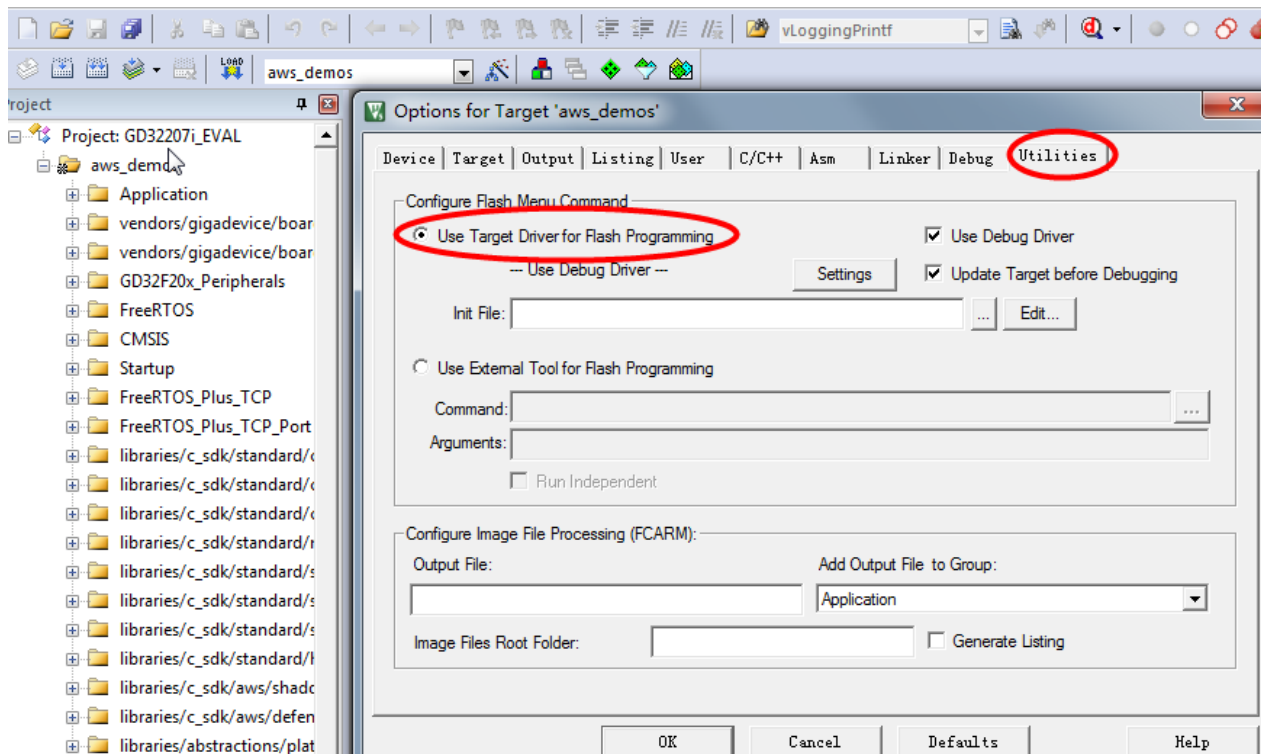 vLoggingPrintf
LOAD
aws_demos
Project
Project: GD32207i_EVAL
aws_demos
Application
vendors/gigadevice/boar
vendors/gigadevice/boar
GD32F20x_Peripherals
FreeRTOS
CMSIS
Startup
FreeRTOS_Plus_TCP
FreeRTOS_Plus_TCP_Port
libraries/c_sdk/standard/c
libraries/c_sdk/standard/c
libraries/c_sdk/standard/c
libraries/c_sdk/standard/r
libraries/c_sdk/standard/s
libraries/c_sdk/standard/s
libraries/c_sdk/standard/s
libraries/c_sdk/standard/h
libraries/c_sdk/aws/shadc
libraries/c_sdk/aws/defen
libraries/abstractions/plat
Options for Target 'aws_demos'
Device Target Output Listing User C/C++ Asm Linker Debug Utilities
Configure Flash Menu Command
Use Target Driver for Flash Programming Use Debug Driver
--- Use Debug Driver --- Settings Update Target before Debugging
Init File: ... Edit...
Use External Tool for Flash Programming
Command: ...
Arguments:
Run Independent
Configure Image File Processing (FCARM):
Output File: Add Output File to Group:
Application
Image Files Root Folder: Generate Listing
OK Cancel Defaults Help